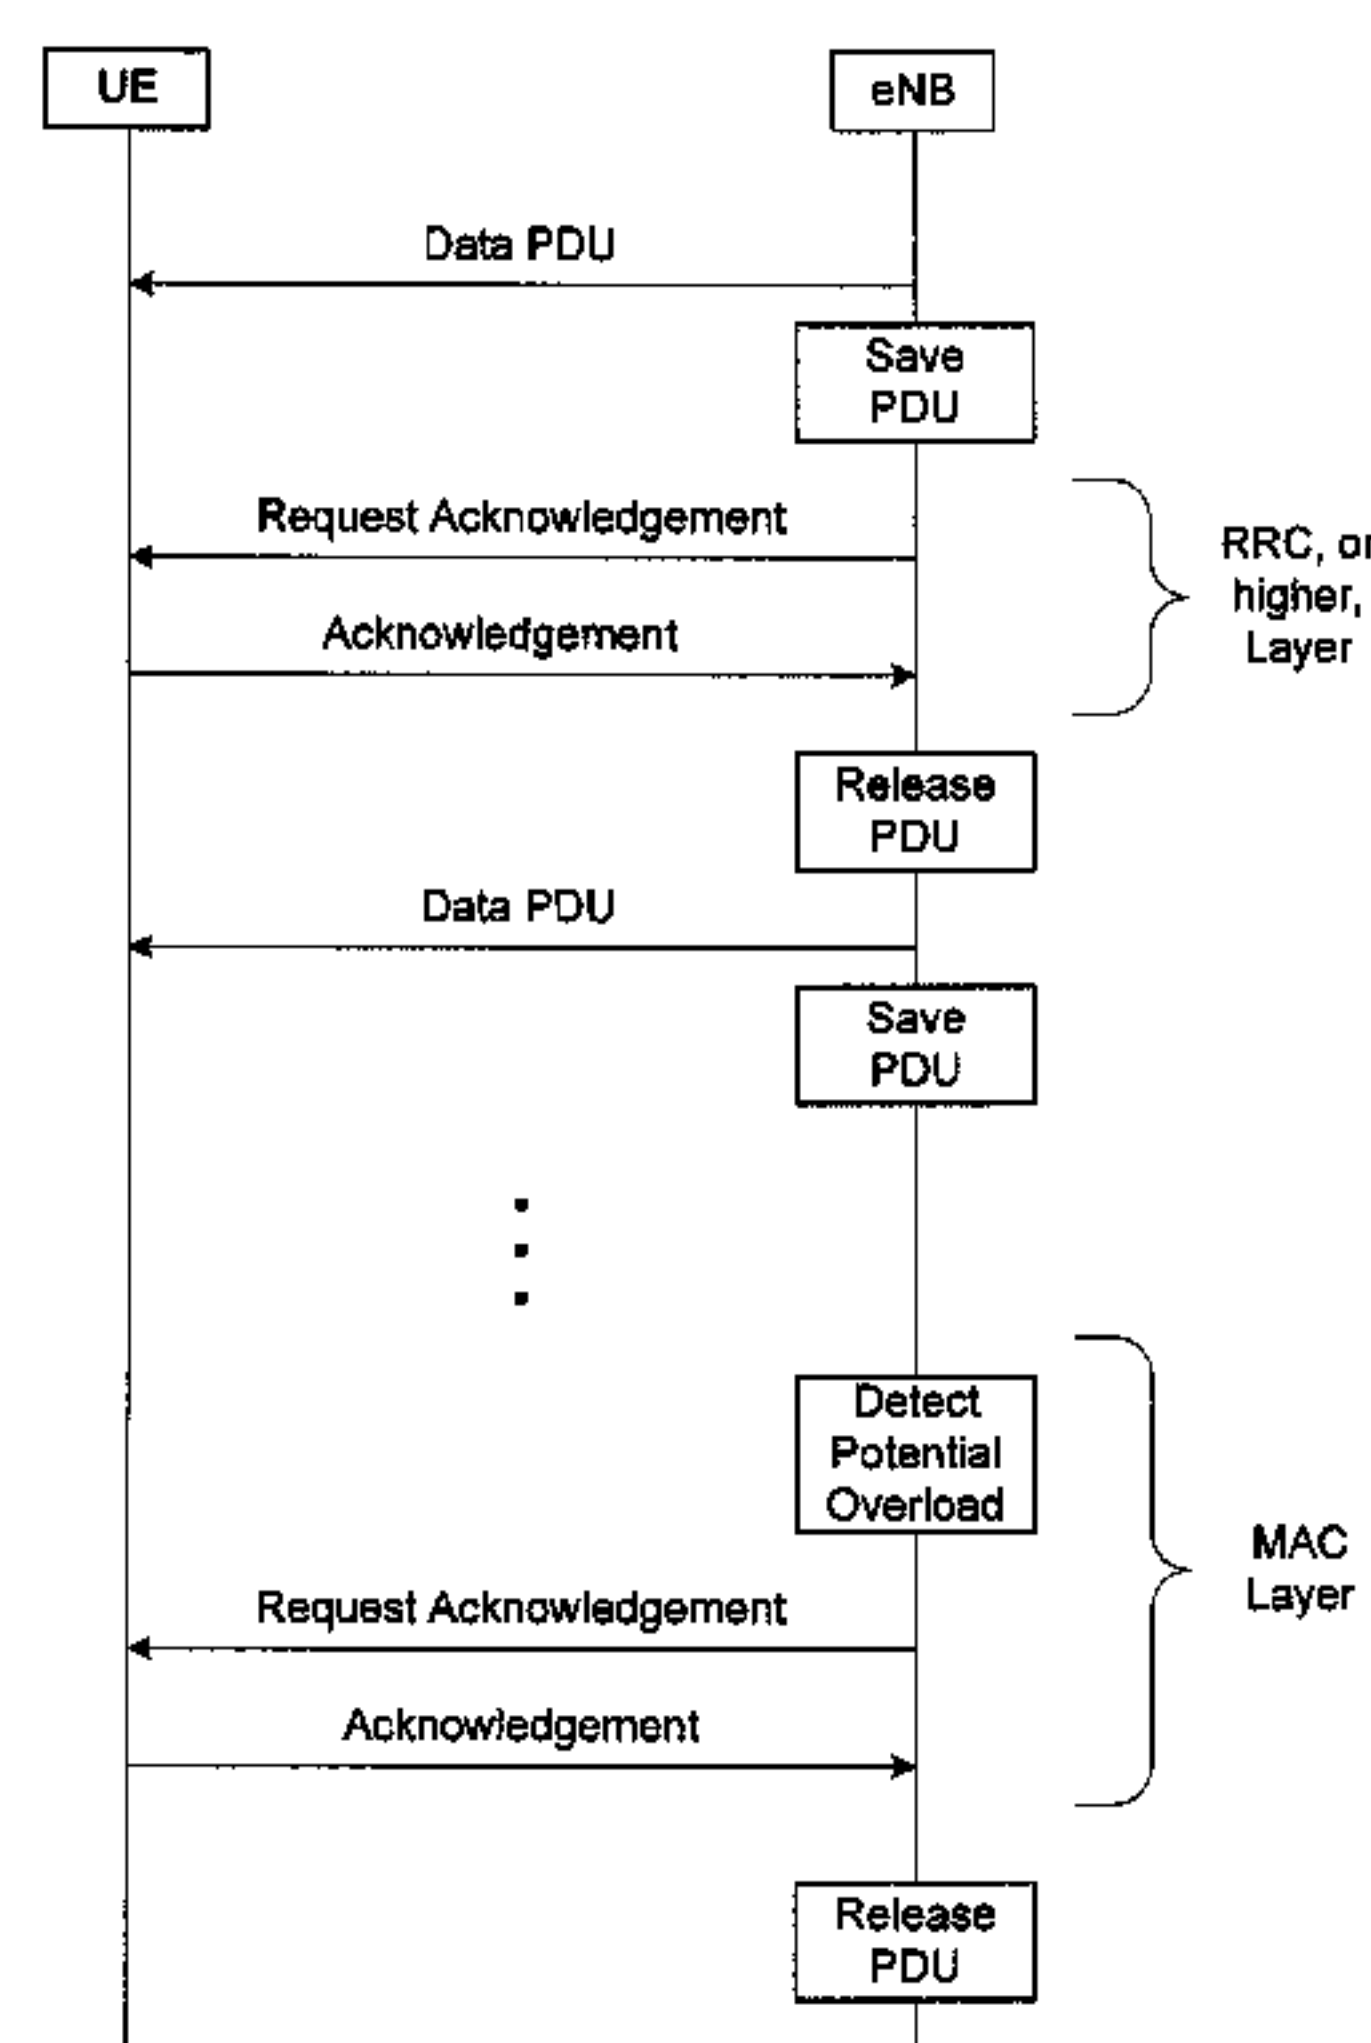 UE
eNB
Data PDU
Save
PDU
Request Acknowledgement
Acknowledgement
RRC, or
higher,
Layer
Release
PDU
Data PDU
Save
PDU
Detect
Potential
Overload
Request Acknowledgement
Acknowledgement
MAC
Layer
Release
PDU